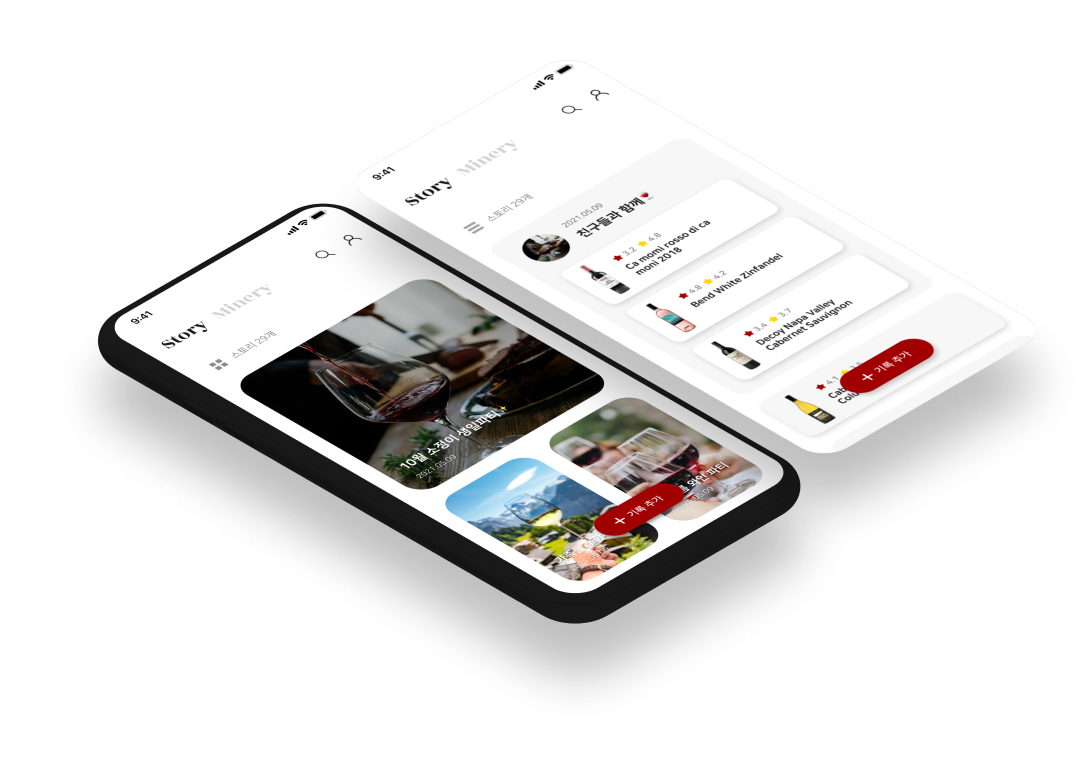 9:41
Story Minery
스토리 29개
10월 소정이 생일파티✨
2021.05.09
와인 파티
+ 기록 추가
9:41
Story Minery
스토리 29개
2021.05.09
친구들과 함께🍷
★ 3.2 ★ 4.8
Ca momi rosso di ca
moni 2018
★ 4.8 ★ 4.2
Bend White Zinfandel
★ 3.4 ★ 3.7
Decoy Napa Valley
Cabernet Sauvignon
★ 4.1
+ 기록 추가